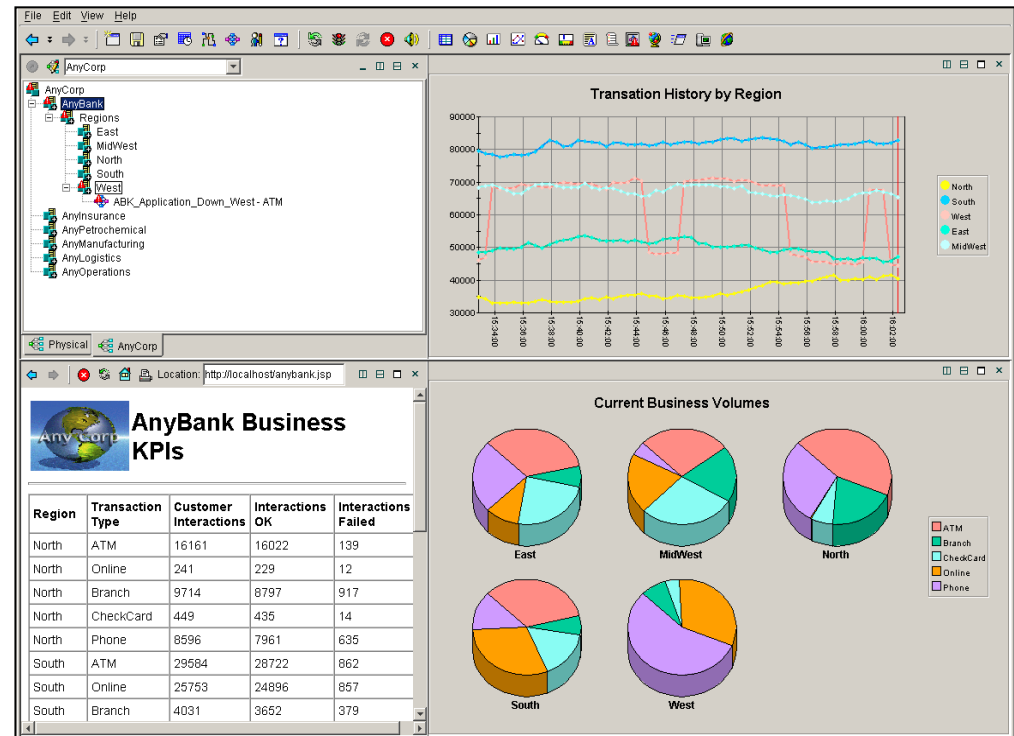 File Edit View Help
AnyCorp
AnyCorp
AnyBank
Regions
East
MidWest
North
South
West
ABK_Application_Down_West - ATM
AnyInsurance
AnyPetrochemical
AnyManufacturing
AnyLogistics
AnyOperations
Physical AnyCorp
Transation History by Region
90000
80000
70000
60000
50000
40000
30000
15:34:00
15:36:00
15:38:00
15:40:00
15:42:00
15:44:00
15:46:00
15:48:00
15:50:00
15:52:00
15:54:00
15:56:00
15:58:00
16:00:00
16:02:00
North
South
West
East
MidWest
Location: http://localhost/anybank.jsp
Any Corp
AnyBank Business
KPIs
Region Transaction Type Customer Interactions Interactions OK Interactions Failed
North ATM 16161 16022 139
North Online 241 229 12
North Branch 9714 8797 917
North CheckCard 449 435 14
North Phone 8596 7961 635
South ATM 29584 28722 862
South Online 25753 24896 857
South Branch 4031 3652 379
Current Business Volumes
East
MidWest
North
South
West
ATM
Branch
CheckCard
Online
Phone